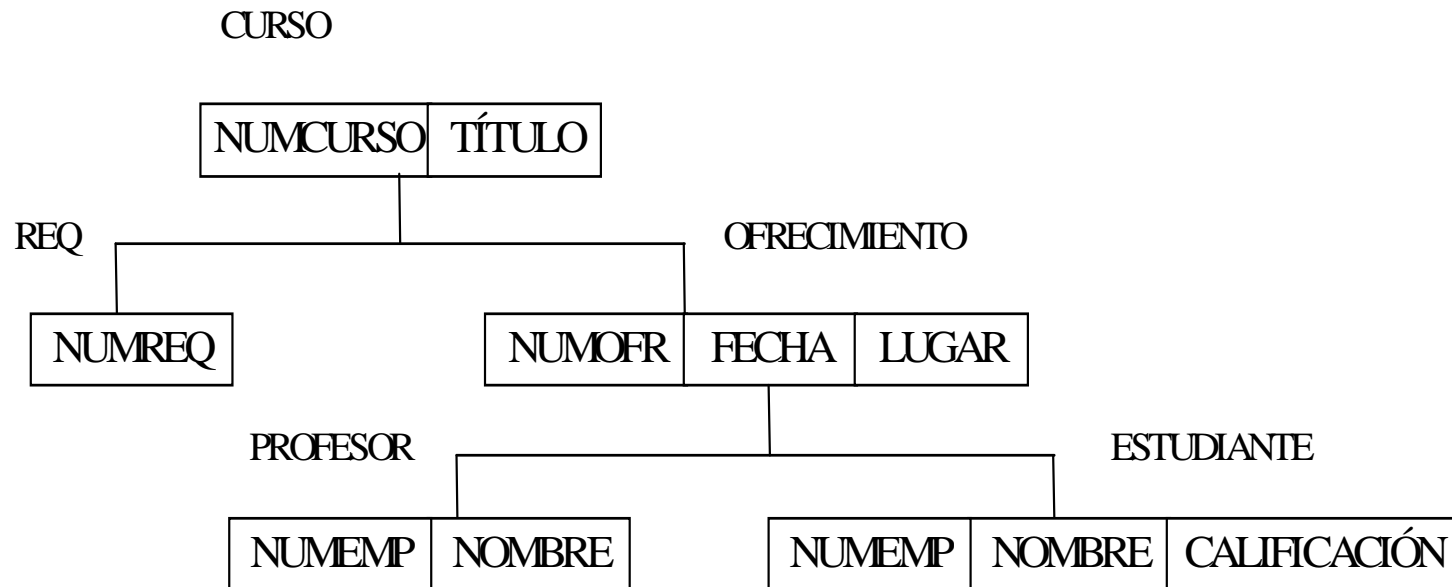 CURSO
NUMCURSO TÍTULO
REQ OFRECIMIENTO
NUMREQ NUMOFR FECHA LUGAR
PROFESOR ESTUDIANTE
NUMEMP NOMBRE NUMEMP NOMBRE CALIFICACIÓN